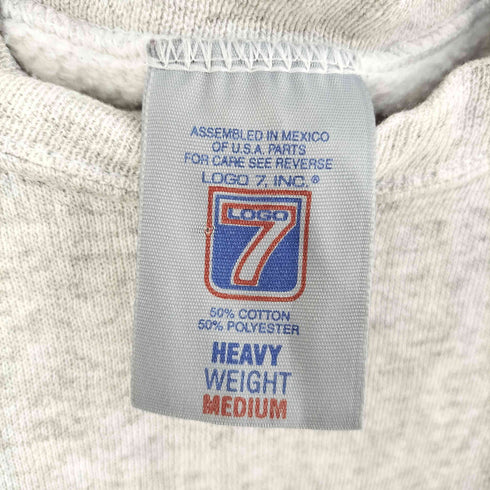 ASSEMBLED IN MEXICO
OF U.S.A. PARTS
FOR CARE SEE REVERSE
LOGO 7, INC.®
LOGO
7
50% COTTON
50% POLYESTER
HEAVY
WEIGHT
MEDIUM